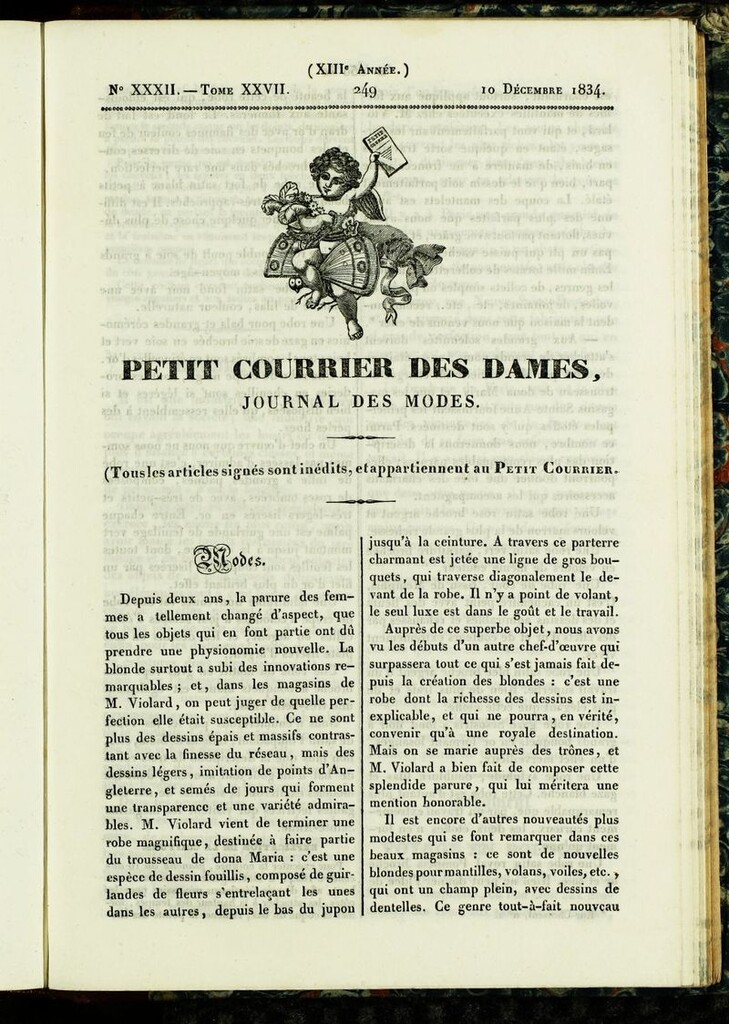 (XIIIe Année.)
No XXXII. — Tome XXVII. 249 10 Décembre 1834.
PETIT COURRIER DES DAMES,
JOURNAL DES MODES.
(Tous les articles signés sont inédits, et appartiennent au Petit Courrier.
Modes.
Depuis deux ans, la parure des fem-
mes a tellement changé d'aspect, que
tous les objets qui en font partie ont dû
prendre une physionomie nouvelle. La
blonde surtout a subi des innovations re-
marquables ; et, dans les magasins de
M. Violard, on peut juger de quelle per-
fection elle était susceptible. Ce ne sont
plus des dessins épais et massifs contras-
tant avec la finesse du réseau, mais des
dessins légers, imitation de points d'An-
gleterre, et semés de jours qui forment
une transparence et une variété admira-
bles. M. Violard vient de terminer une
robe magnifique, destinée à faire partie
du trousseau de dona Maria : c'est une
espèce de dessin fouillis, composé de guir-
landes de fleurs s'entrelaçant les unes
dans les autres, depuis le bas du jupon
jusqu'à la ceinture. A travers ce parterre
charmant est jetée une ligne de gros bou-
quets, qui traverse diagonalement le de-
vant de la robe. Il n'y a point de volant,
le seul luxe est dans le goût et le travail.
Auprès de ce superbe objet, nous avons
vu les débuts d'un autre chef-d'œuvre qui
surpassera tout ce qui s'est jamais fait de-
puis la création des blondes : c'est une
robe dont la richesse des dessins est in-
explicable, et qui ne pourra, en vérité,
convenir qu'à une royale destination.
Mais on se marie auprès des trônes, et
M. Violard a bien fait de composer cette
splendide parure, qui lui méritera une
mention honorable.
Il est encore d'autres nouveautés plus
modestes qui se font remarquer dans ces
beaux magasins : ce sont de nouvelles
blondes pour mantilles, volans, voiles, etc.,
qui ont un champ plein, avec dessins de
dentelles. Ce genre tout-à-fait nouveau